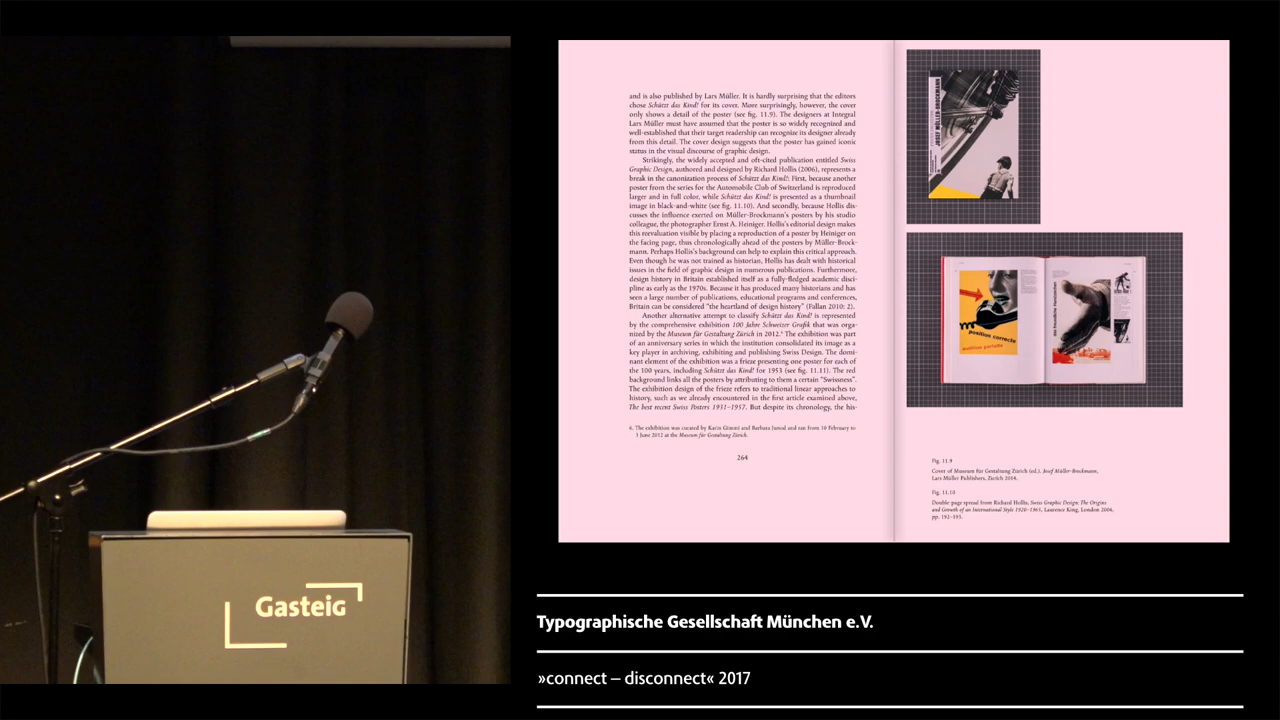 Gasteig
and is also published by Lars Müller. It is hardly surprising that the editors
chose Schützt das Kind! for its cover. More surprisingly, however, the cover
only shows a detail of the poster (see fig. 11.9). The designers at Integral
Lars Müller must have assumed that the poster is so widely recognized and
well-established that their target readership can recognize its designer already
from this detail. The cover design suggests that the poster has gained iconic
status in the visual discourse of graphic design.
Strikingly, the widely accepted and oft-cited publication entitled Swiss
Graphic Design, authored and designed by Richard Hollis (2006), represents a
break in the canonization process of Schützt das Kind!: First, because another
poster from the series for the Automobile Club of Switzerland is reproduced
larger and in full color, while Schützt das Kind! is presented as a thumbnail
image in black-and-white (see fig. 11.10). And secondly, because Hollis dis-
cusses the influence exerted on Müller-Brockmann's posters by his studio
colleague, the photographer Ernst A. Heiniger. Hollis's editorial design makes
this reevaluation visible by placing a reproduction of a poster by Heiniger on
the facing page, thus chronologically ahead of the posters by Müller-Brock-
mann. Perhaps Hollis's background can help to explain this critical approach.
Even though he was not trained as historian, Hollis has dealt with historical
issues in the field of graphic design in numerous publications. Furthermore,
design history in Britain established itself as a fully-fledged academic disci-
pline as early as the 1970s. Because it has produced many historians and has
seen a large number of publications, educational programs and conferences,
Britain can be considered "the heartland of design history" (Fallan 2010: 2).
Another alternative attempt to classify Schützt das Kind! is represented
by the comprehensive exhibition 100 Jahre Schweizer Grafik that was orga-
nized by the Museum für Gestaltung Zürich in 2012.⁶ The exhibition was part
of an anniversary series in which the institution consolidated its image as a
key player in archiving, exhibiting and publishing Swiss Design. The domi-
nant element of the exhibition was a frieze presenting one poster for each of
the 100 years, including Schützt das Kind! for 1953 (see fig. 11.11). The red
background links all the posters by attributing to them a certain "Swissness".
The exhibition design of the frieze refers to traditional linear approaches to
history, such as we already encountered in the first article examined above,
The best recent Swiss Posters 1931–1957. But despite its chronology, the his-
6. The exhibition was curated by Karin Gimmi and Barbara Junod and ran from 10 February to
3 June 2012 at the Museum für Gestaltung Zürich.
264
JOSEF MÜLLER-BROCKMANN
position correcte
position parfaite
Fig. 11.9
Cover of Museum für Gestaltung Zürich (ed.), Josef Müller-Brockmann,
Lars Müller Publishers, Zurich 2014.
Fig. 11.10
Double-page spread from Richard Hollis, Swiss Graphic Design: The Origins
and Growth of an International Style 1920–1965, Laurence King, London 2006,
pp. 192–193.
Typographische Gesellschaft München e.V.
»connect – disconnect« 2017